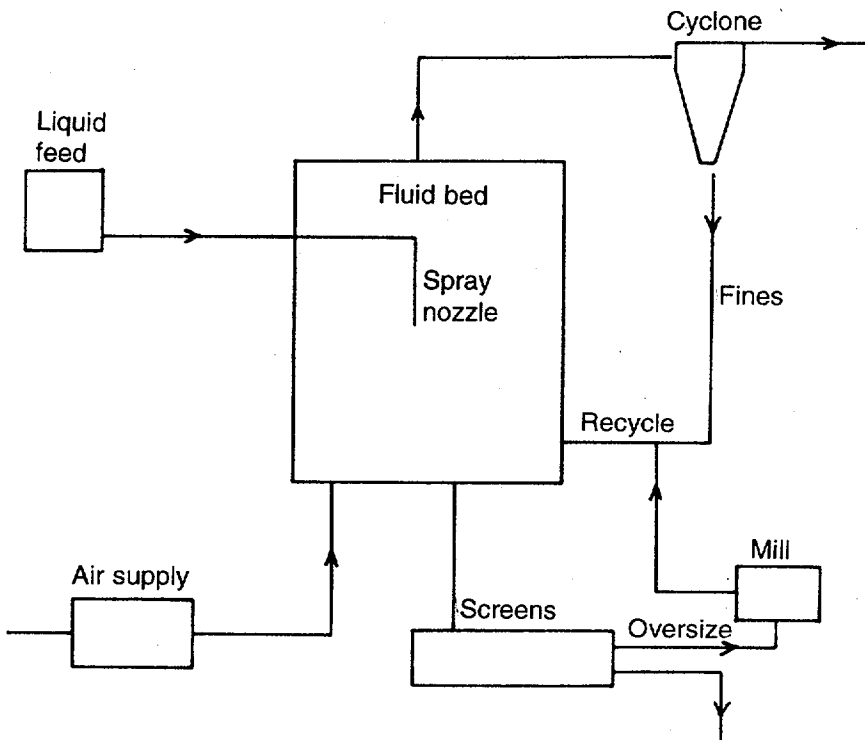 Cyclone
Liquid
feed
Fluid bed
Spray
nozzle
Fines
Recycle
Mill
Air supply
Screens
Oversize